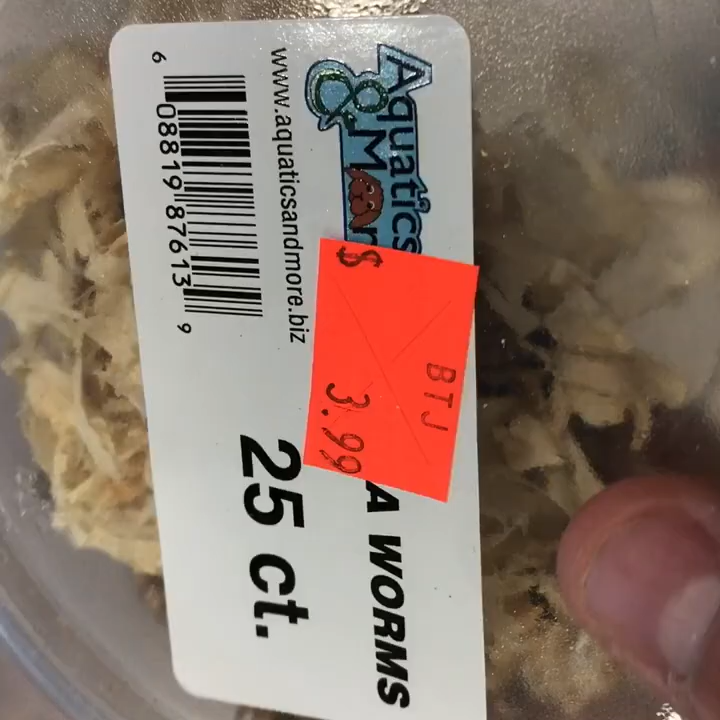 Aquatics
& More
$
BTJ
3.99
A WORMS
www.aquaticsandmore.biz
25 ct.
6 08819 87613 9